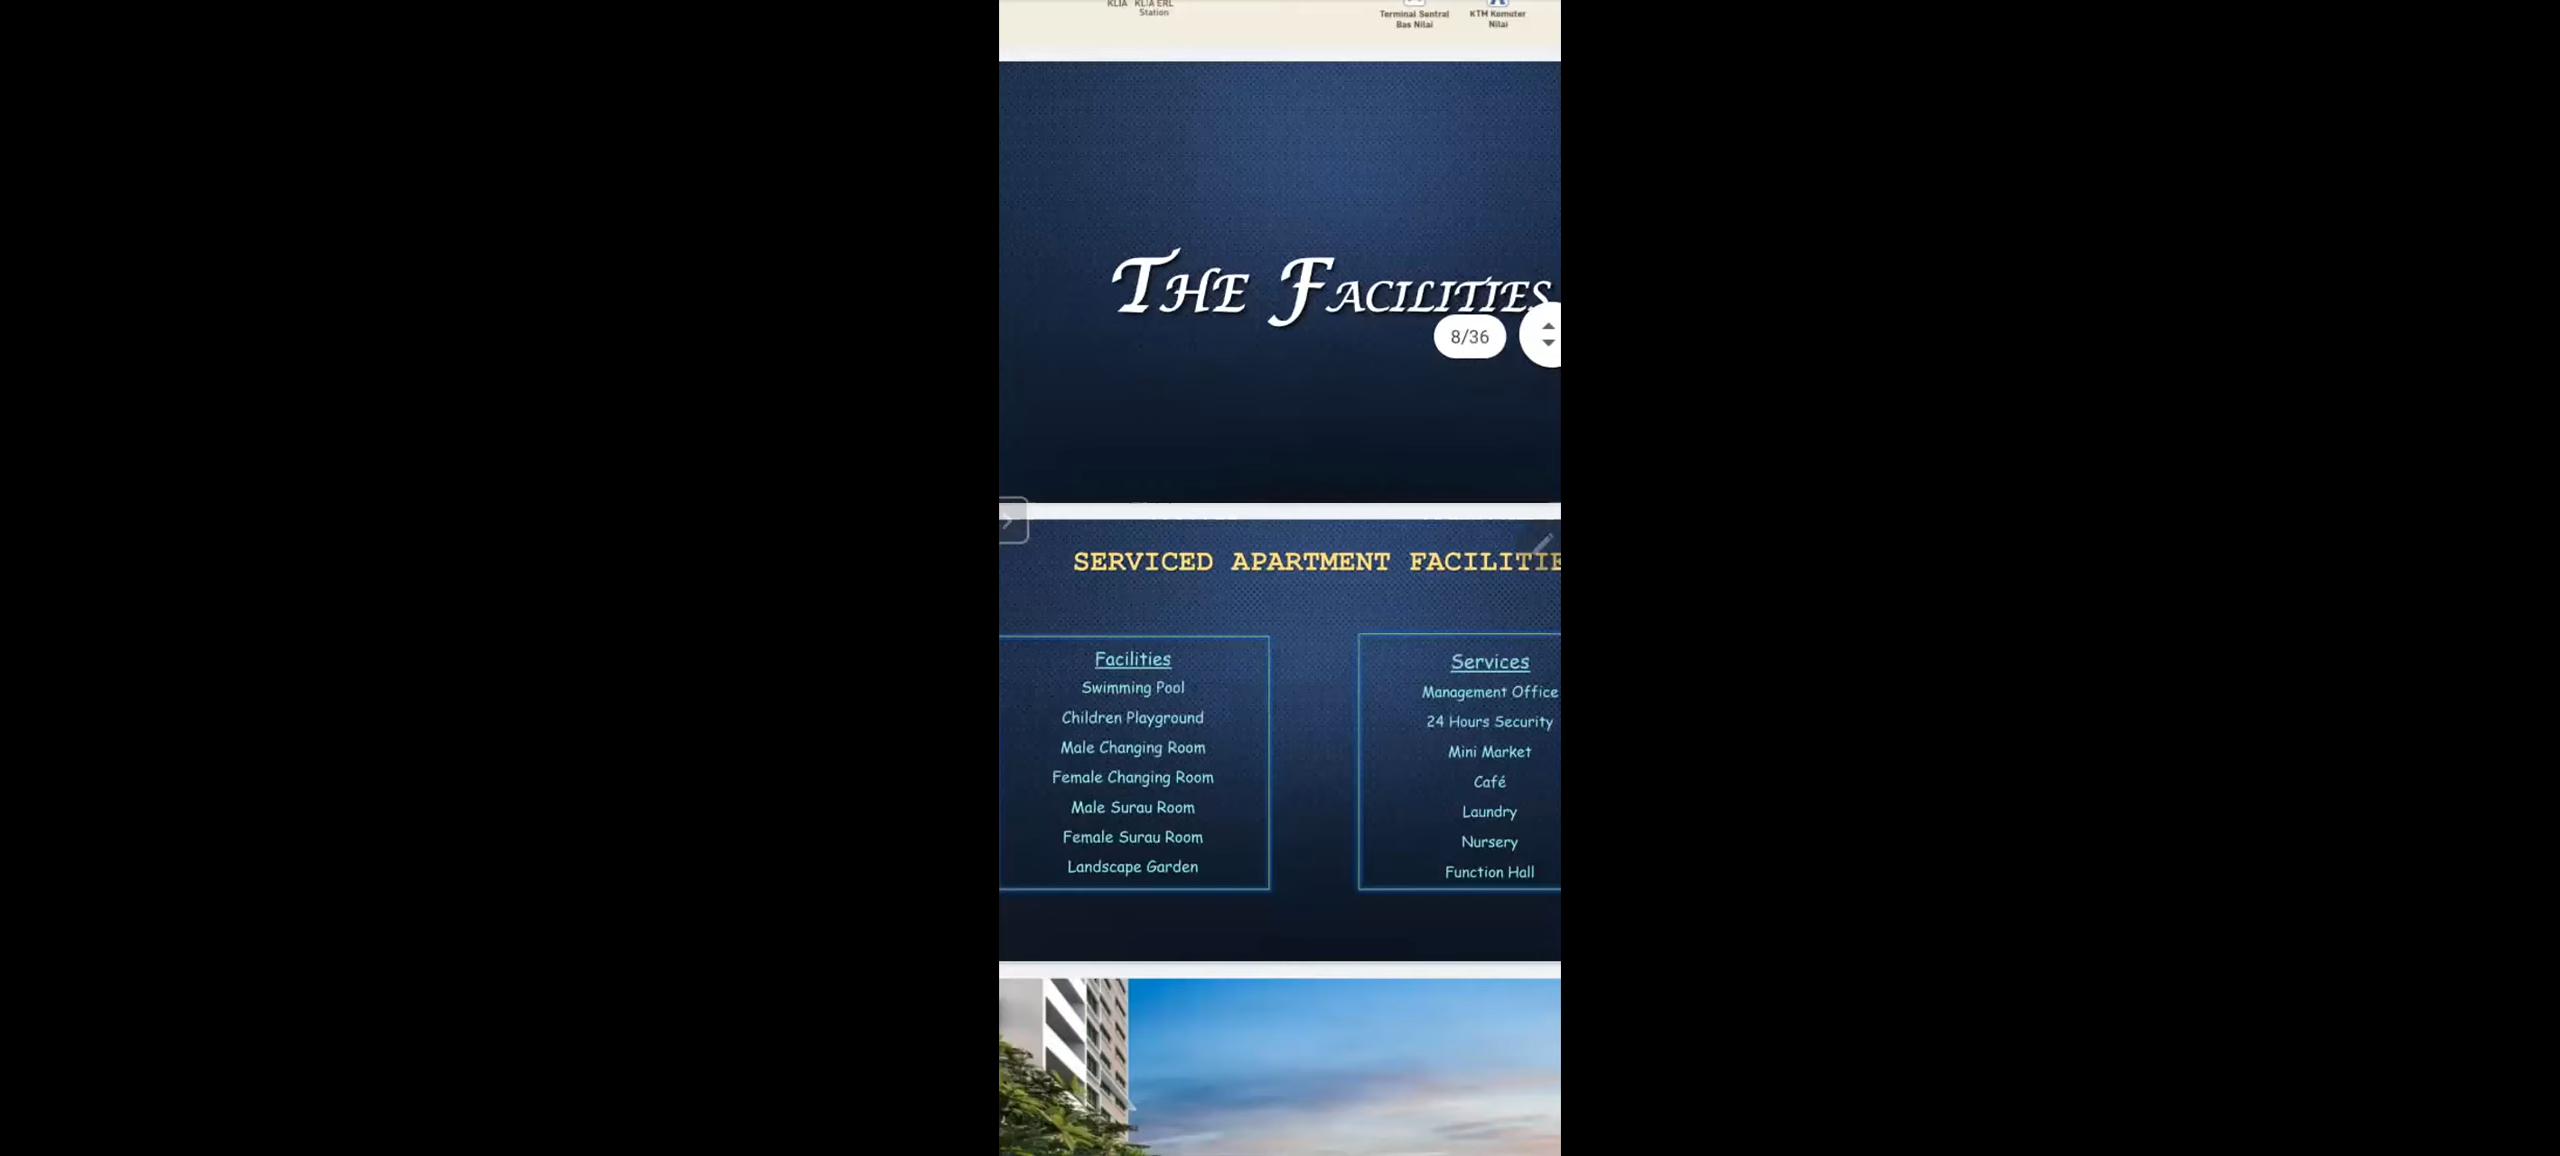 KLIA KLIA ERL
Station
Terminal Sentral
Bas Nilai
KTM Komuter
Nilai
THE FACILITIES
8/36
SERVICED APARTMENT FACILITIE
Facilities
Swimming Pool
Children Playground
Male Changing Room
Female Changing Room
Male Surau Room
Female Surau Room
Landscape Garden
Services
Management Office
24 Hours Security
Mini Market
Café
Laundry
Nursery
Function Hall